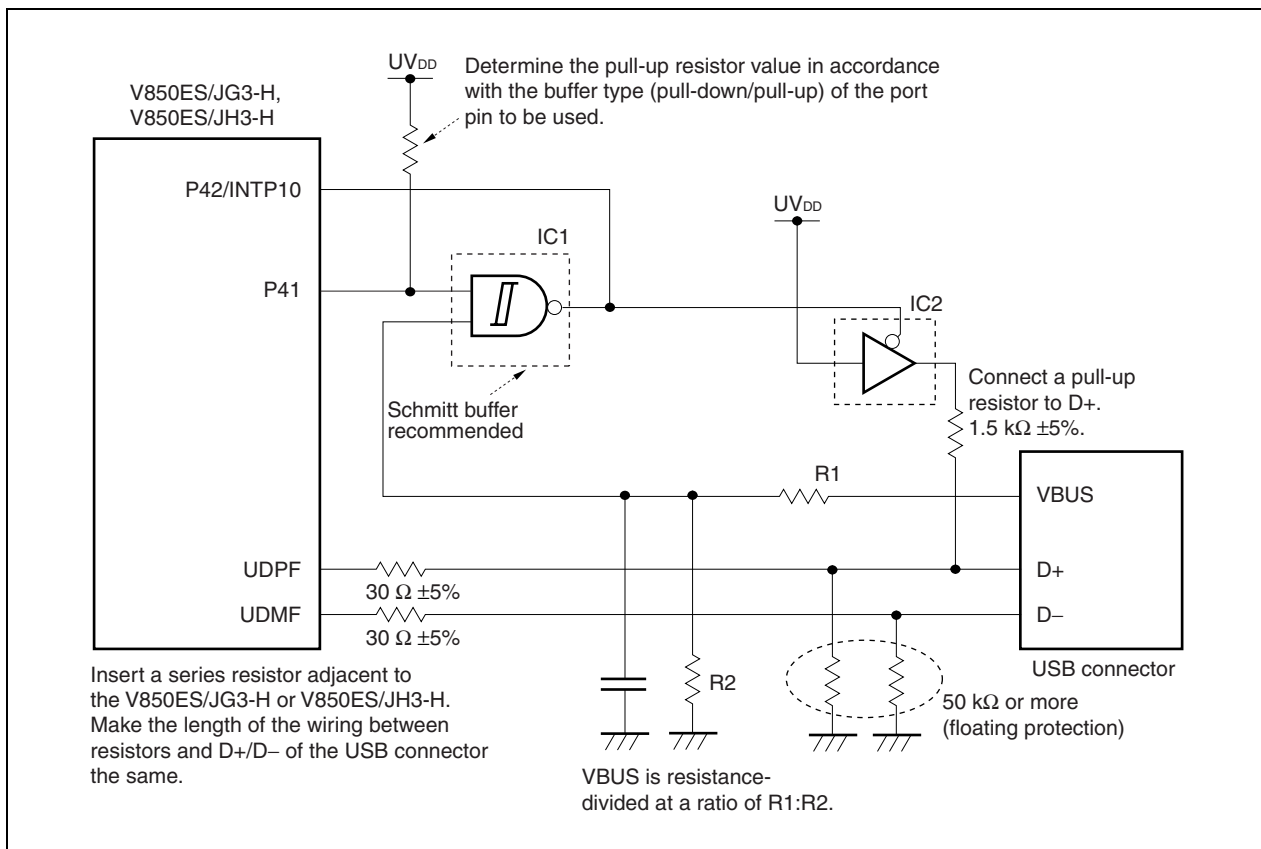 UVDD
Determine the pull-up resistor value in accordance
with the buffer type (pull-down/pull-up) of the port
pin to be used.
V850ES/JG3-H,
V850ES/JH3-H
P42/INTP10
UVDD
IC1
P41
IC2
Schmitt buffer
recommended
Connect a pull-up
resistor to D+.
1.5 kΩ ±5%.
R1
VBUS
UDPF
30 Ω ±5%
D+
UDMF
30 Ω ±5%
D−
USB connector
Insert a series resistor adjacent to
the V850ES/JG3-H or V850ES/JH3-H.
Make the length of the wiring between
resistors and D+/D− of the USB connector
the same.
R2
50 kΩ or more
(floating protection)
VBUS is resistance-
divided at a ratio of R1:R2.